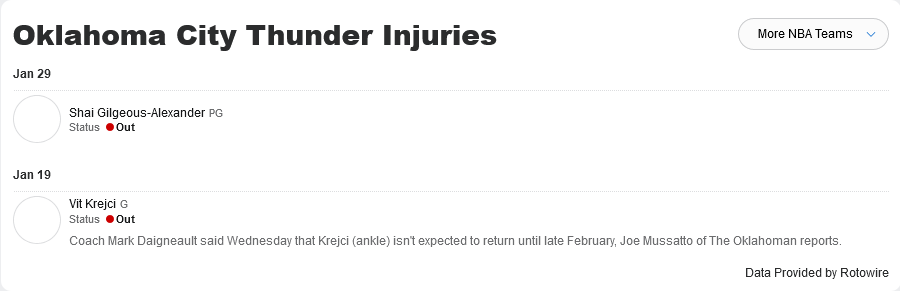 Oklahoma City Thunder Injuries
More NBA Teams
Jan 29
Shai Gilgeous-Alexander PG
Status Out
Jan 19
Vit Krejci G
Status Out
Coach Mark Daigneault said Wednesday that Krejci (ankle) isn't expected to return until late February, Joe Mussatto of The Oklahoman reports.
Data Provided by Rotowire